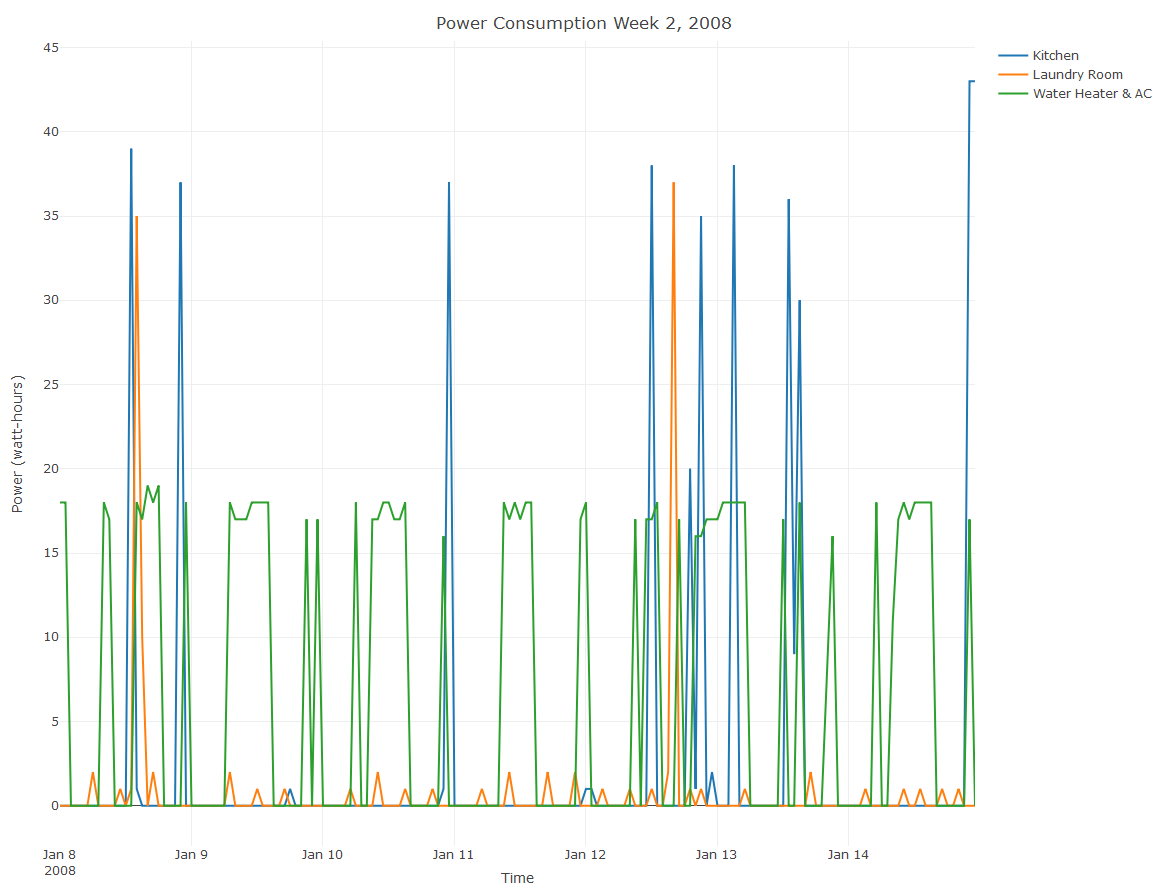 Power Consumption Week 2, 2008
Kitchen
Laundry Room
Water Heater & AC
45
40
35
30
25
20
15
10
5
0
Power (watt-hours)
Jan 8
2008
Jan 9
Jan 10
Jan 11
Jan 12
Jan 13
Jan 14
Time